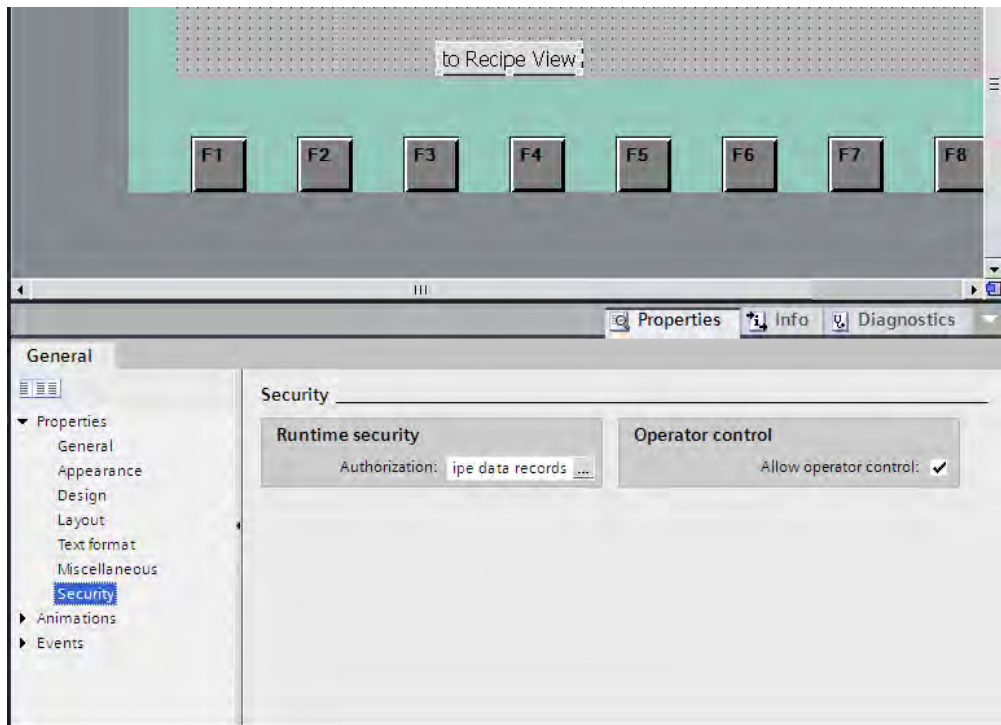 to Recipe View
F1 F2 F3 F4 F5 F6 F7 F8
Properties Info Diagnostics
General
Security
Properties
General
Appearance
Design
Layout
Text format
Miscellaneous
Security
Animations
Events
Runtime security
Authorization: ipe data records ...
Operator control
Allow operator control: